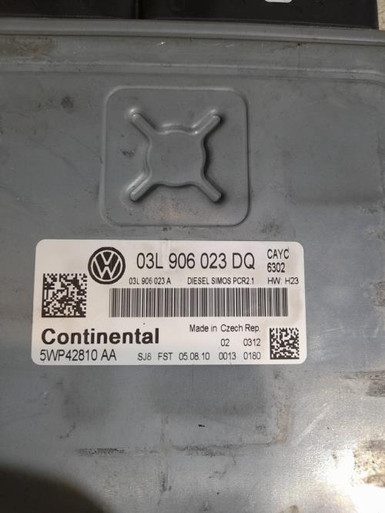 VW
03L 906 023 DQ CAYC
6302
03L 906 023 A DIESEL SIMOS PCR2.1 HW: H23
Continental Made in Czech Rep.
02 0312
5WP42810 AA SJ6 FST 05.08.10 0013 0180